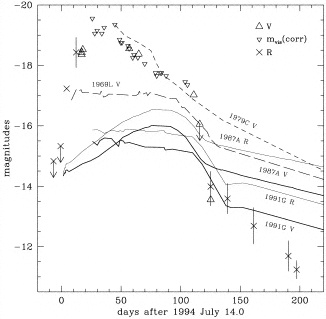 -20
-18
-16
-14
-12
magnitudes
△ V
▽ m_vis(corr)
× R
1969L V
1979C V
1987A R
1987A V
1991G R
1991G V
0
50
100
150
200
days after 1994 July 14.0